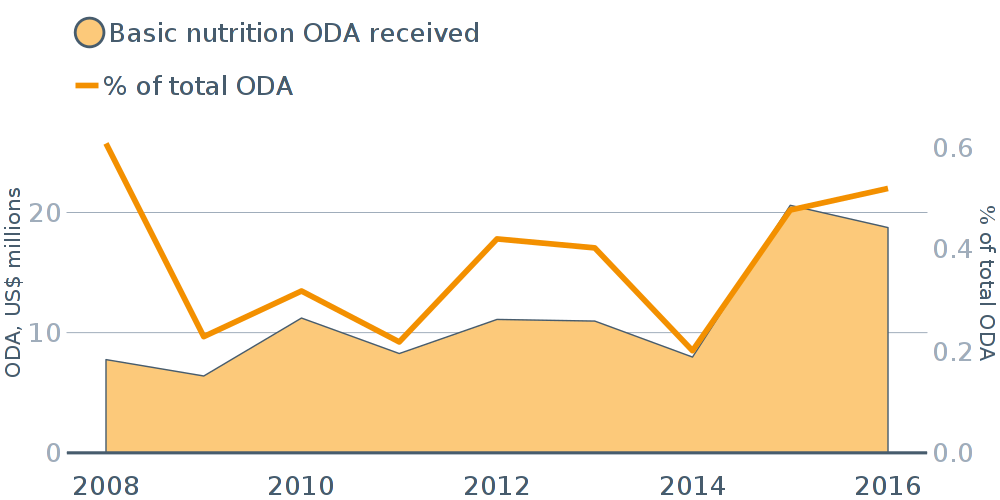 Basic nutrition ODA received
% of total ODA
ODA, US$ millions
20
10
0
0.6
0.4
0.2
0.0
% of total ODA
2008 2010 2012 2014 2016